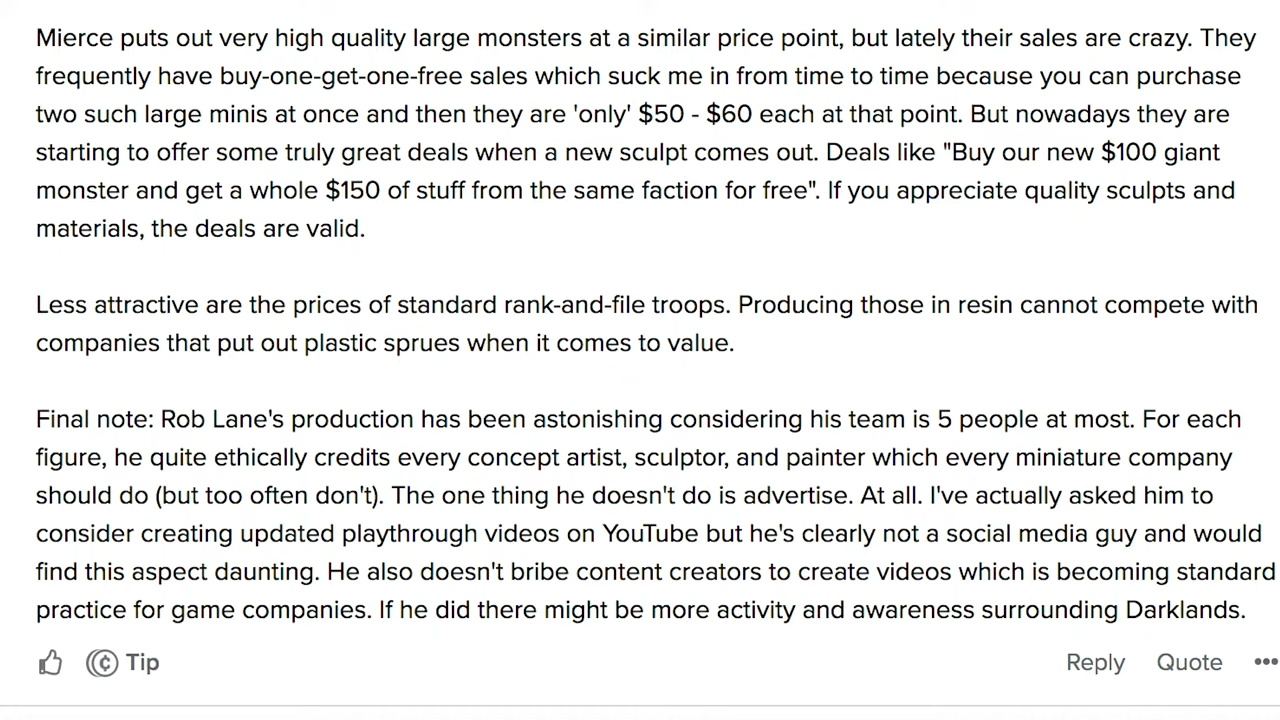 Mierce puts out very high quality large monsters at a similar price point, but lately their sales are crazy. They
frequently have buy-one-get-one-free sales which suck me in from time to time because you can purchase
two such large minis at once and then they are 'only' $50 - $60 each at that point. But nowadays they are
starting to offer some truly great deals when a new sculpt comes out. Deals like "Buy our new $100 giant
monster and get a whole $150 of stuff from the same faction for free". If you appreciate quality sculpts and
materials, the deals are valid.
Less attractive are the prices of standard rank-and-file troops. Producing those in resin cannot compete with
companies that put out plastic sprues when it comes to value.
Final note: Rob Lane's production has been astonishing considering his team is 5 people at most. For each
figure, he quite ethically credits every concept artist, sculptor, and painter which every miniature company
should do (but too often don't). The one thing he doesn't do is advertise. At all. I've actually asked him to
consider creating updated playthrough videos on YouTube but he's clearly not a social media guy and would
find this aspect daunting. He also doesn't bribe content creators to create videos which is becoming standard
practice for game companies. If he did there might be more activity and awareness surrounding Darklands.
Tip Reply Quote •••